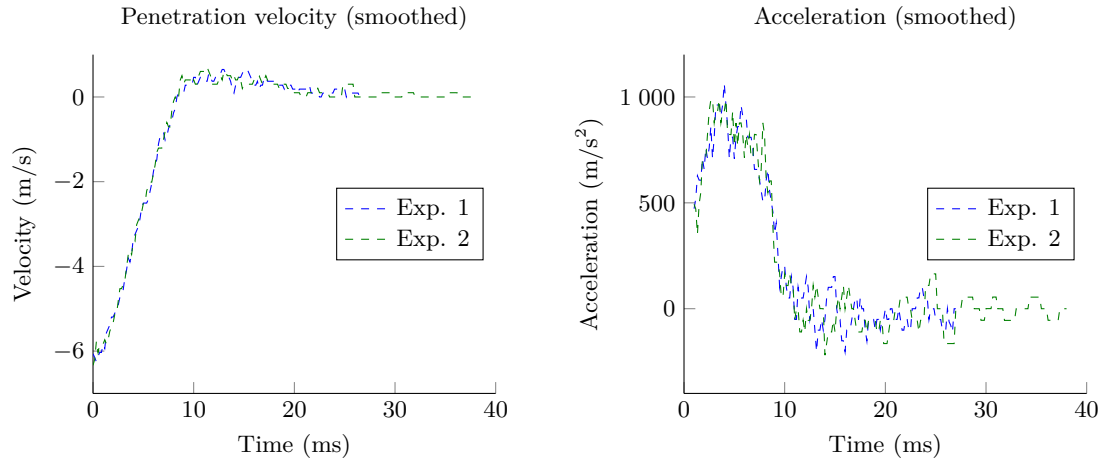 Penetration velocity (smoothed)
Velocity (m/s)
0
−2
−4
−6
0 10 20 30 40
Time (ms)
Exp. 1
Exp. 2
Acceleration (smoothed)
Acceleration (m/s²)
1 000
500
0
0 10 20 30 40
Time (ms)
Exp. 1
Exp. 2